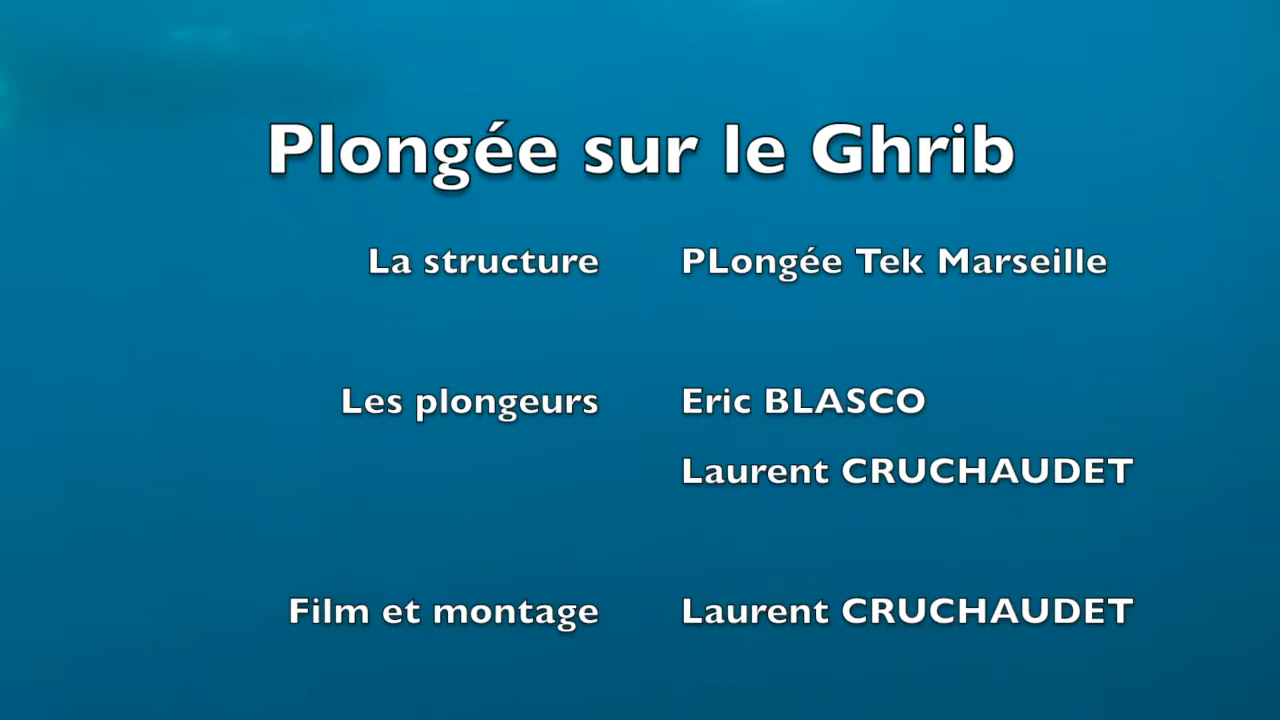 Plongée sur le Ghrib
La structure PLongée Tek Marseille
Les plongeurs Eric BLASCO
Laurent CRUCHAUDET
Film et montage Laurent CRUCHAUDET